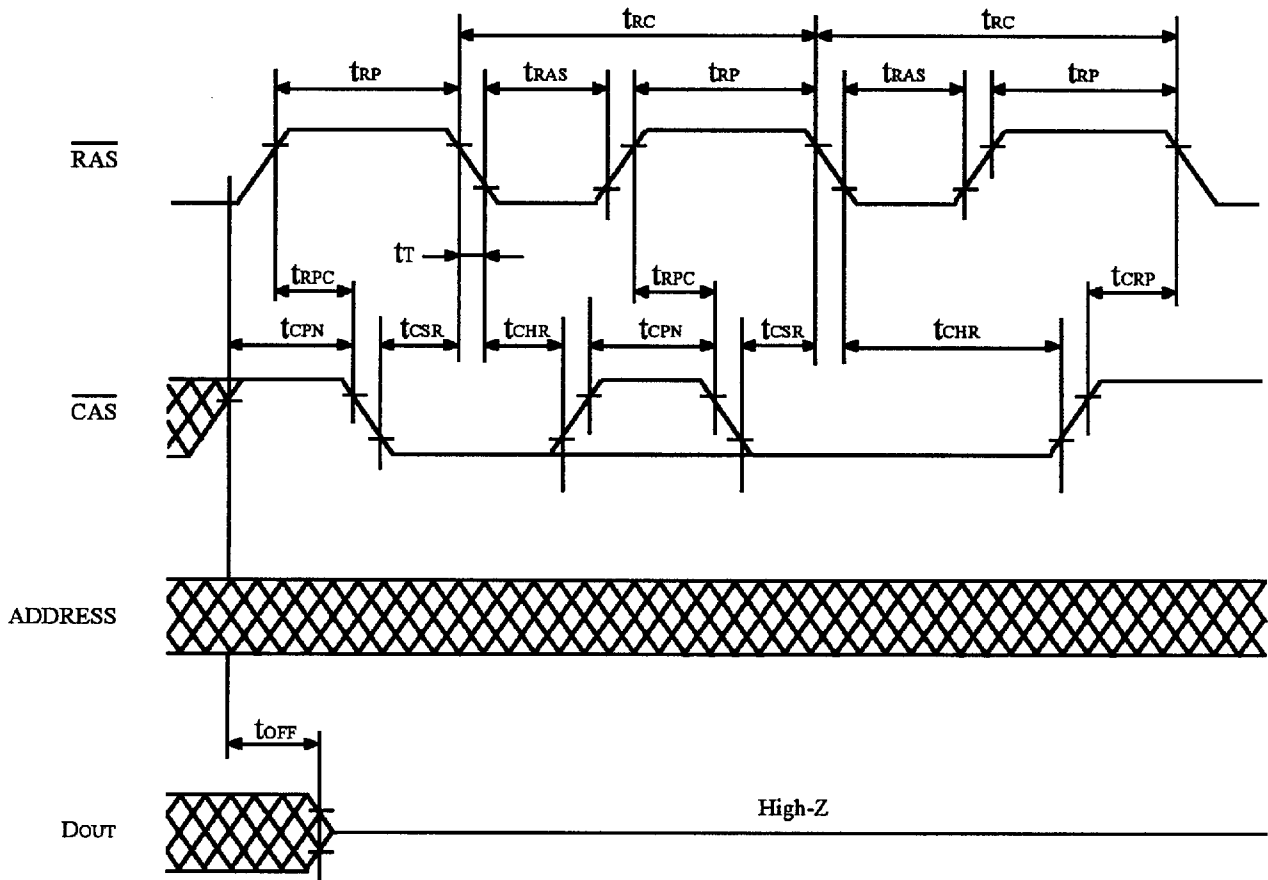 tRC tRC
tRP tRAS tRP tRAS tRP
RAS
tT
tRPC tRPC tCRP
tCPN tCSR tCHR tCPN tCSR tCHR
CAS
ADDRESS
tOFF
High-Z
DOUT